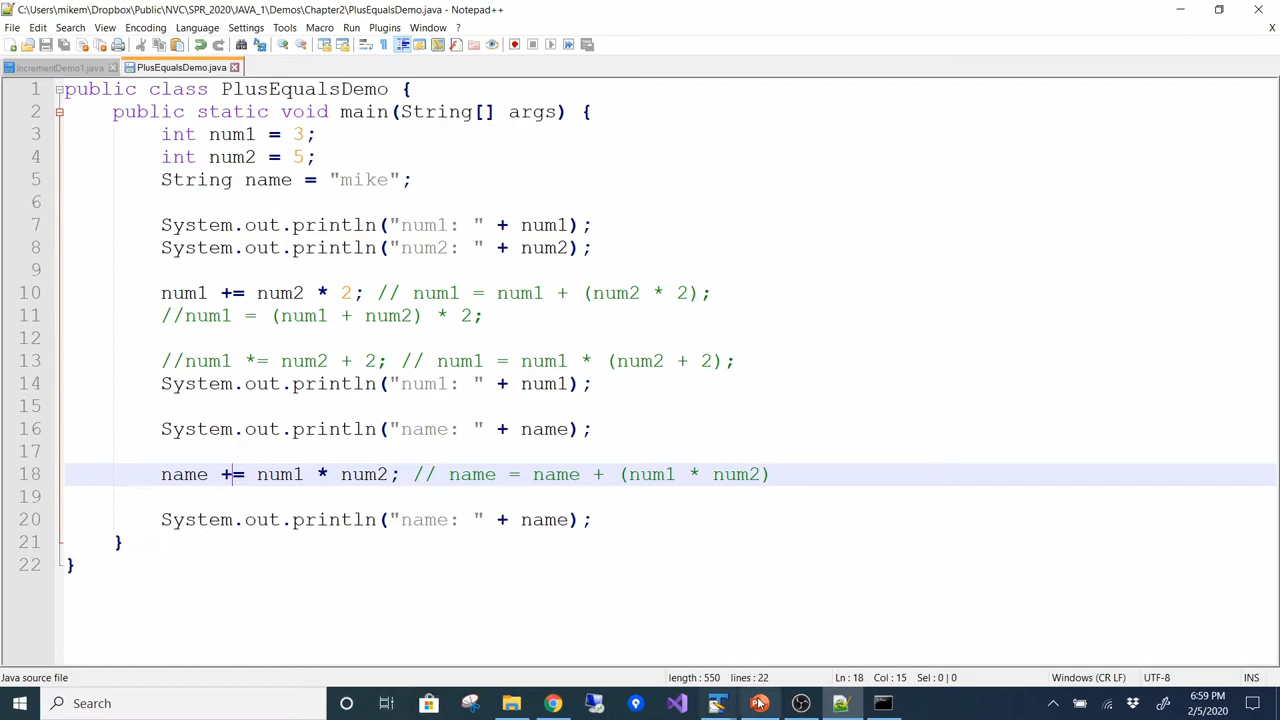 C:\Users\mikem\Dropbox\Public\NVC\SPR_2020\JAVA_1\Demos\Chapter2\PlusEqualsDemo.java - Notepad++
File Edit Search View Encoding Language Settings Tools Macro Run Plugins Window ? X
IncrementDemo1.java PlusEqualsDemo.java
1 public class PlusEqualsDemo {
2 public static void main(String[] args) {
3 int num1 = 3;
4 int num2 = 5;
5 String name = "mike";
6
7 System.out.println("num1: " + num1);
8 System.out.println("num2: " + num2);
9
10 num1 += num2 * 2; // num1 = num1 + (num2 * 2);
11 //num1 = (num1 + num2) * 2;
12
13 //num1 *= num2 + 2; // num1 = num1 * (num2 + 2);
14 System.out.println("num1: " + num1);
15
16 System.out.println("name: " + name);
17
18 name += num1 * num2; // name = name + (num1 * num2)
19
20 System.out.println("name: " + name);
21 }
22 }
Java source file length : 550 lines : 22 Ln : 18 Col : 15 Sel : 0 | 0 Windows (CR LF) UTF-8 INS
Search
6:59 PM
2/5/2020